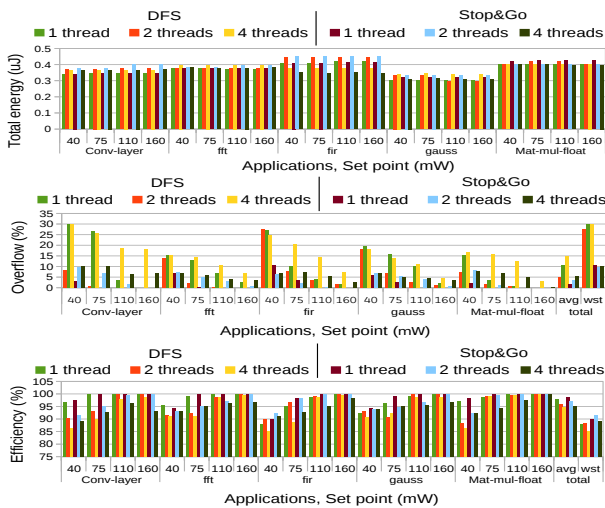 DFS Stop&Go
1 thread 2 threads 4 threads 1 thread 2 threads 4 threads
Total energy (uJ)
0.5
0.4
0.3
0.2
0.1
0
40 75 110 160 40 75 110 160 40 75 110 160 40 75 110 160 40 75 110 160
Conv-layer fft fir gauss Mat-mul-float
Applications, Set point (mW)
DFS Stop&Go
1 thread 2 threads 4 threads 1 thread 2 threads 4 threads
Overflow (%)
35
30
25
20
15
10
5
0
40 75 110 160 40 75 110 160 40 75 110 160 40 75 110 160 40 75 110 160 avg wst
Conv-layer fft fir gauss Mat-mul-float total
Applications, Set point (mW)
DFS Stop&Go
1 thread 2 threads 4 threads 1 thread 2 threads 4 threads
Efficiency (%)
105
100
95
90
85
80
75
40 75 110 160 40 75 110 160 40 75 110 160 40 75 110 160 40 75 110 160 avg wst
Conv-layer fft fir gauss Mat-mul-float total
Applications, Set point (mW)